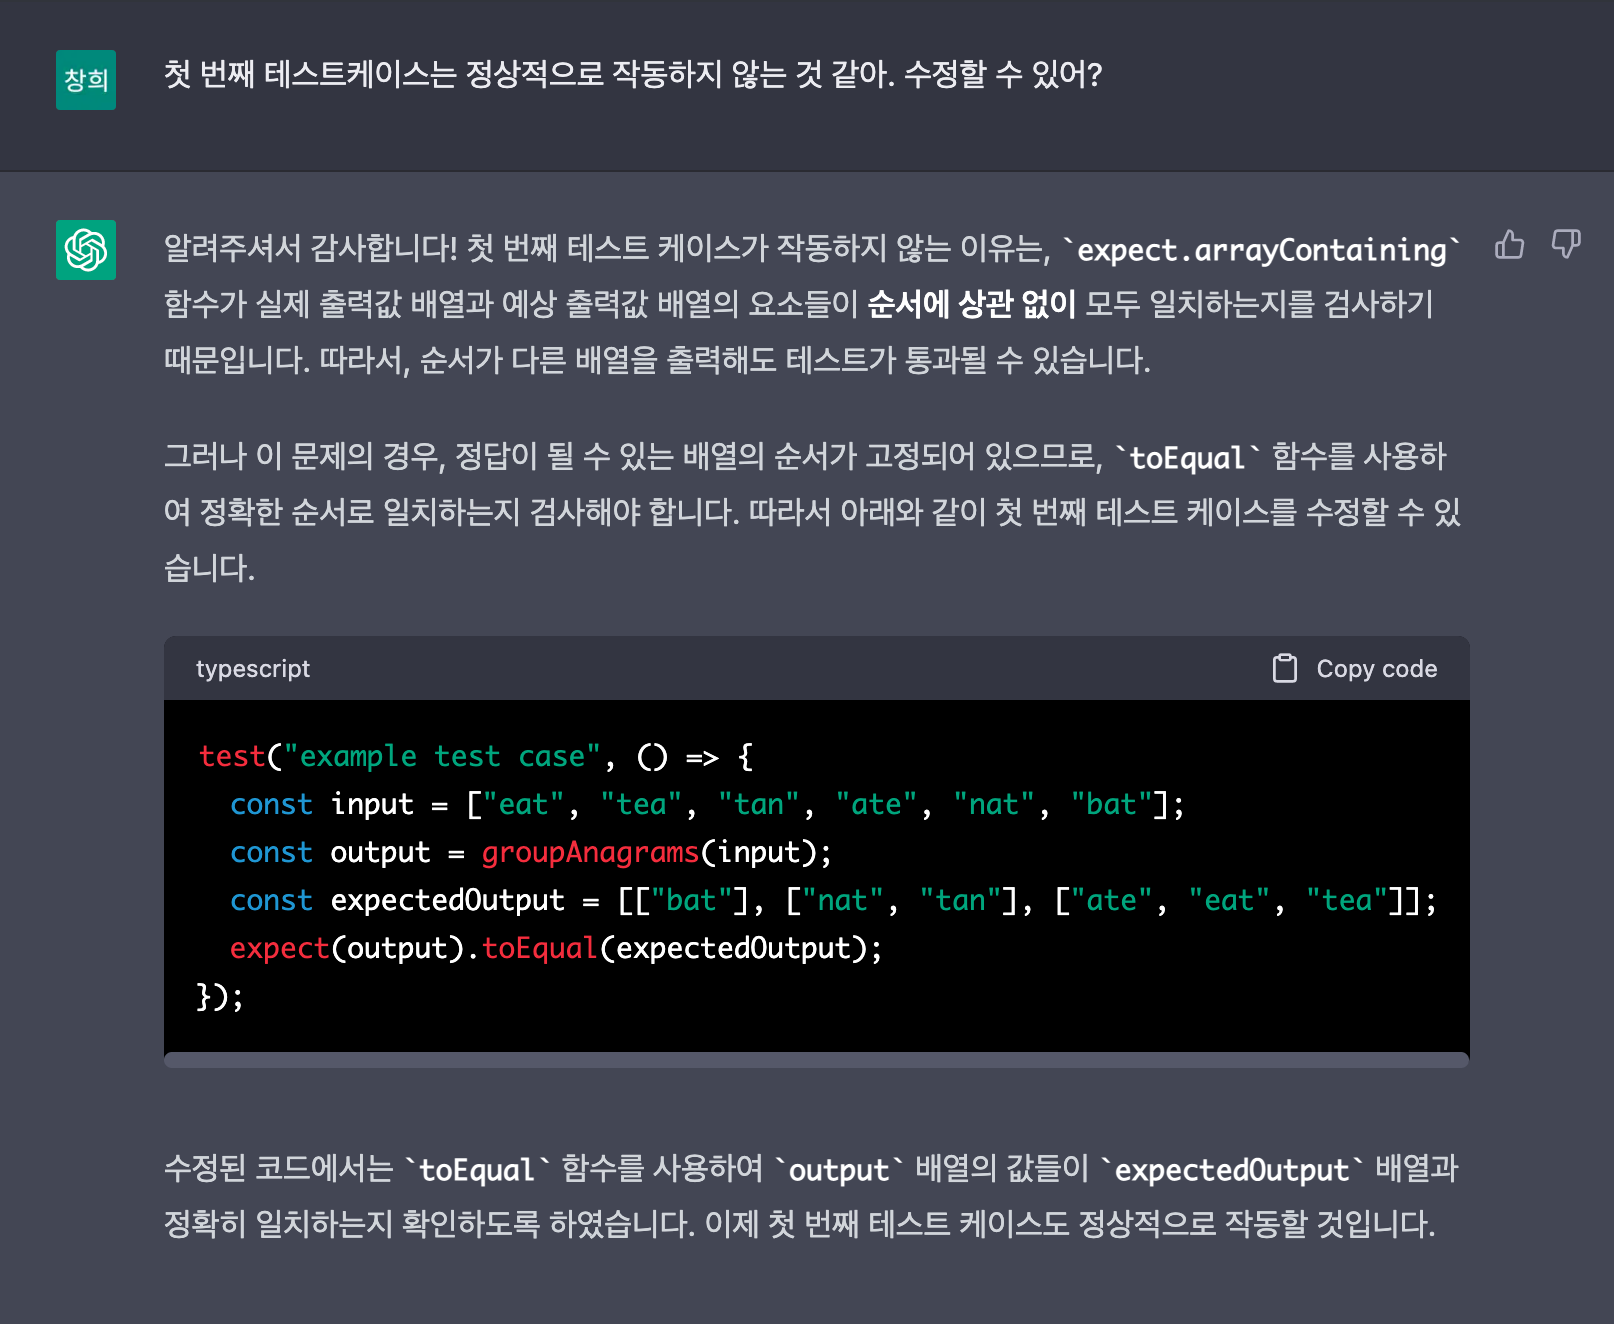 창희
첫 번째 테스트케이스는 정상적으로 작동하지 않는 것 같아. 수정할 수 있어?
알려주셔서 감사합니다! 첫 번째 테스트 케이스가 작동하지 않는 이유는, `expect.arrayContaining`
함수가 실제 출력값 배열과 예상 출력값 배열의 요소들이 순서에 상관 없이 모두 일치하는지를 검사하기
때문입니다. 따라서, 순서가 다른 배열을 출력해도 테스트가 통과될 수 있습니다.
그러나 이 문제의 경우, 정답이 될 수 있는 배열의 순서가 고정되어 있으므로, `toEqual` 함수를 사용하
여 정확한 순서로 일치하는지 검사해야 합니다. 따라서 아래와 같이 첫 번째 테스트 케이스를 수정할 수 있
습니다.
typescript
Copy code
test("example test case", () => {
  const input = ["eat", "tea", "tan", "ate", "nat", "bat"];
  const output = groupAnagrams(input);
  const expectedOutput = [["bat"], ["nat", "tan"], ["ate", "eat", "tea"]];
  expect(output).toEqual(expectedOutput);
});
수정된 코드에서는 `toEqual` 함수를 사용하여 `output` 배열의 값들이 `expectedOutput` 배열과
정확히 일치하는지 확인하도록 하였습니다. 이제 첫 번째 테스트 케이스도 정상적으로 작동할 것입니다.